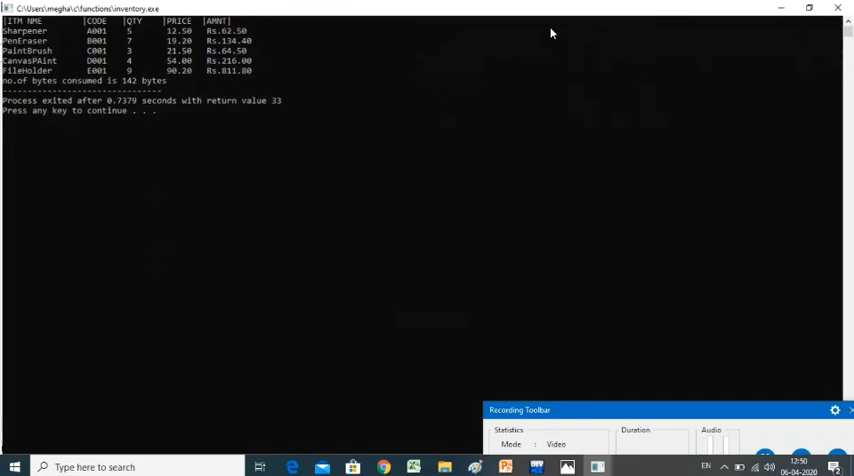 C:\Users\megha\c\functions\inventory.exe
|ITM NME |CODE |QTY |PRICE |AMNT|
Sharpener A001 5 12.50 Rs.62.50
PenEraser B001 7 19.20 Rs.134.40
PaintBrush C001 3 21.50 Rs.64.50
CanvasPAint D001 4 54.00 Rs.216.00
FileHolder E001 9 90.20 Rs.811.80
no.of bytes consumed is 142 bytes
--------------------------------
Process exited after 0.7379 seconds with return value 33
Press any key to continue . . .
Recording Toolbar
Statistics Duration Audio
Mode : Video
Type here to search
EN
12:50
06-04-2020